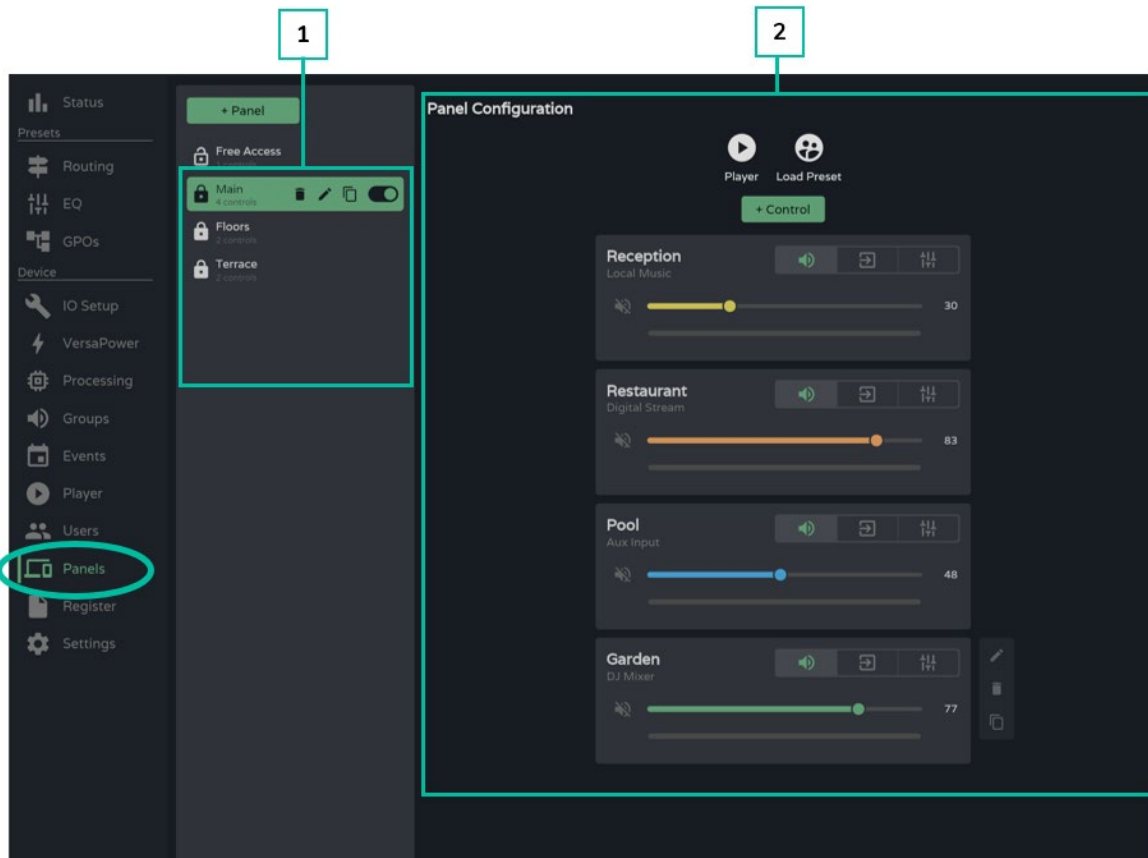 1
2
Status
Presets
Routing
EQ
GPOs
Device
IO Setup
VersaPower
Processing
Groups
Events
Player
Users
Panels
Register
Settings
+ Panel
Free Access
Main
4 controls
Floors
2 controls
Terrace
2 controls
Panel Configuration
Player
Load Preset
+ Control
Reception
Local Music
30
Restaurant
Digital Stream
83
Pool
Aux Input
48
Garden
DJ Mixer
77